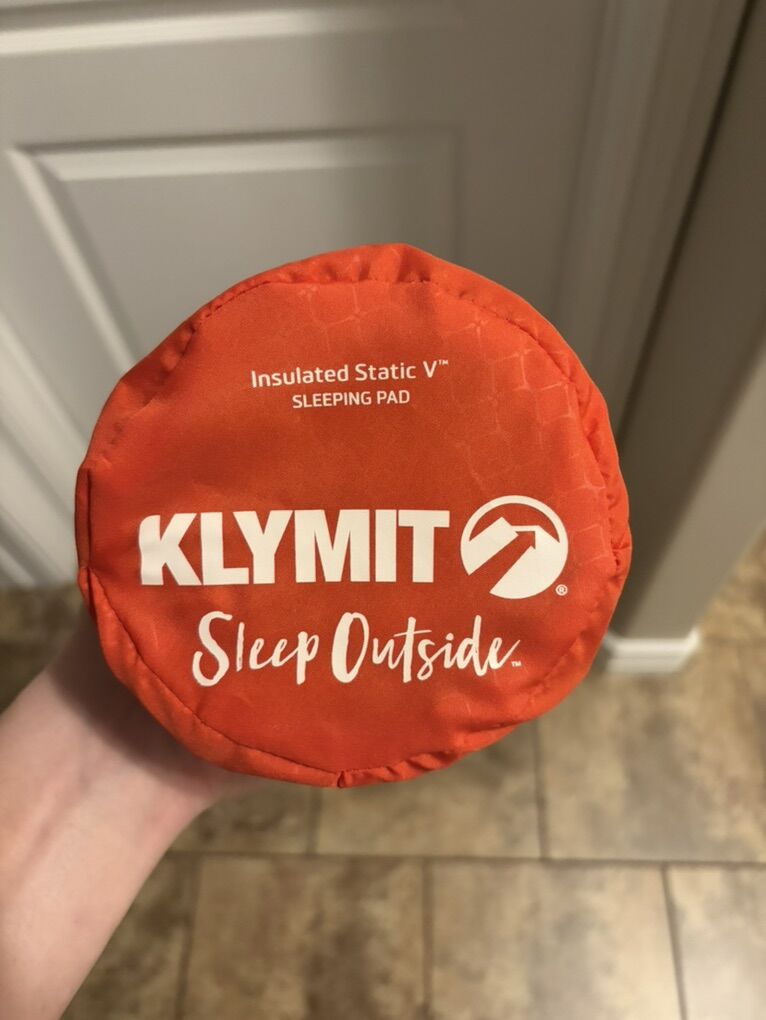 Insulated Static V™
SLEEPING PAD
KLYMIT ®
Sleep Outside™